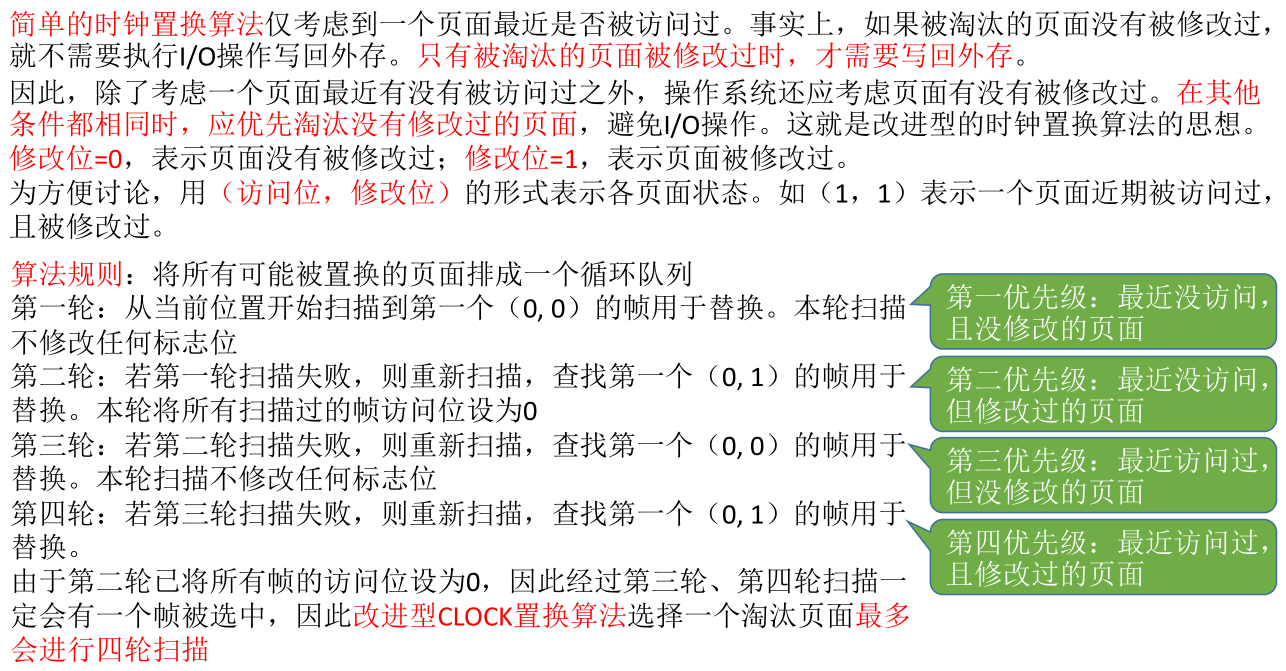 简单的时钟置换算法仅考虑到一个页面最近是否被访问过。事实上，如果被淘汰的页面没有被修改过，
就不需要执行I/O操作写回外存。只有被淘汰的页面被修改过时，才需要写回外存。
因此，除了考虑一个页面最近有没有被访问过之外，操作系统还应考虑页面有没有被修改过。在其他
条件都相同时，应优先淘汰没有修改过的页面，避免I/O操作。这就是改进型的时钟置换算法的思想。
修改位=0，表示页面没有被修改过；修改位=1，表示页面被修改过。
为方便讨论，用（访问位，修改位）的形式表示各页面状态。如（1，1）表示一个页面近期被访问过，
且被修改过。
算法规则：将所有可能被置换的页面排成一个循环队列
第一轮：从当前位置开始扫描到第一个（0, 0）的帧用于替换。本轮扫描
不修改任何标志位
第二轮：若第一轮扫描失败，则重新扫描，查找第一个（0, 1）的帧用于
替换。本轮将所有扫描过的帧访问位设为0
第三轮：若第二轮扫描失败，则重新扫描，查找第一个（0, 0）的帧用于
替换。本轮扫描不修改任何标志位
第四轮：若第三轮扫描失败，则重新扫描，查找第一个（0, 1）的帧用于
替换。
由于第二轮已将所有帧的访问位设为0，因此经过第三轮、第四轮扫描一
定会有一个帧被选中，因此改进型CLOCK置换算法选择一个淘汰页面最多
会进行四轮扫描
第一优先级：最近没访问，
且没修改的页面
第二优先级：最近没访问，
但修改过的页面
第三优先级：最近访问过，
但没修改的页面
第四优先级：最近访问过，
且修改过的页面